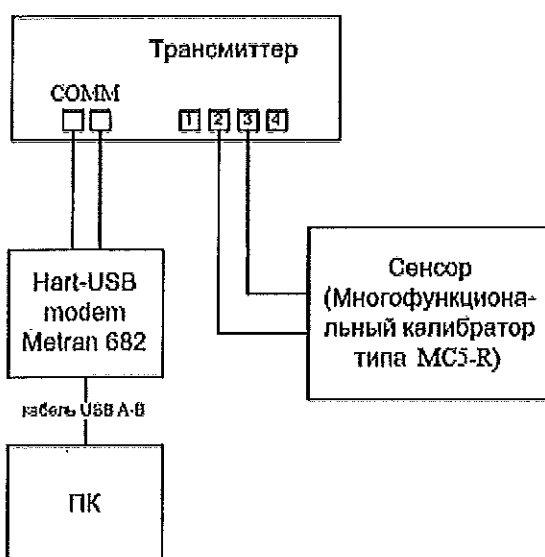 Трансмиттер
COMM
1 2 3 4
Hart-USB
modem
Metran 682
Сенсор
(Многофункциона-
льный калибратор
типа MC5-R)
кабель USB A-B
ПК